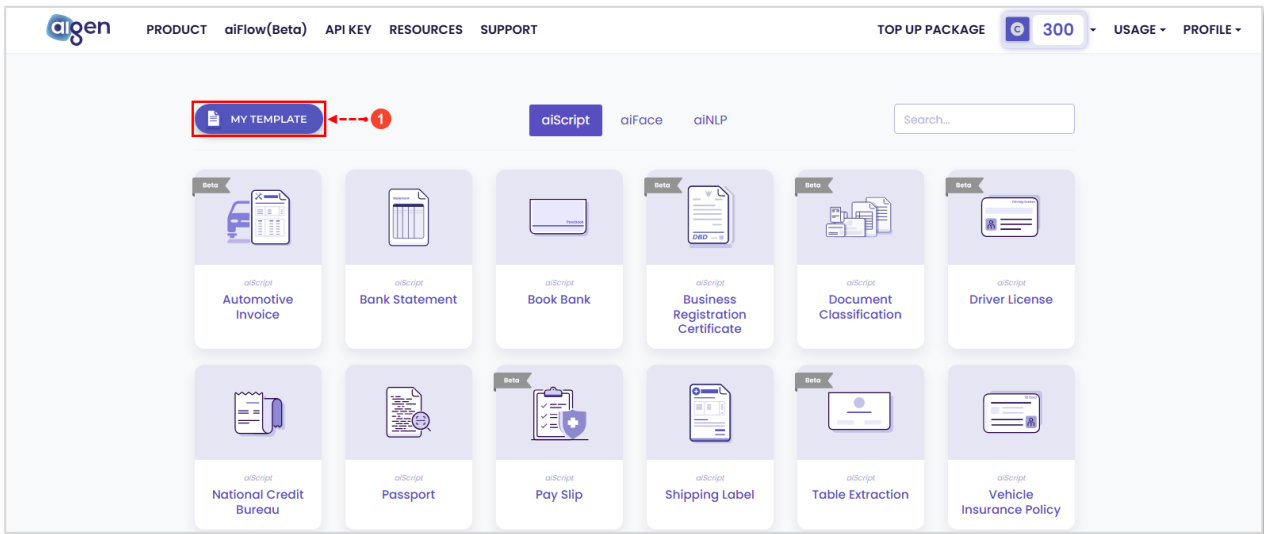 aigen
PRODUCT aiFlow(Beta) API KEY RESOURCES SUPPORT TOP UP PACKAGE C 300 USAGE PROFILE
MY TEMPLATE 1 aiScript aiFace aiNLP Search...
Beta Beta Beta Beta
DBD
aiScript aiScript aiScript aiScript aiScript aiScript
Automotive Bank Statement Book Bank Business Document Driver License
Invoice Registration Classification
Certificate
Beta Beta
aiScript aiScript aiScript aiScript aiScript aiScript
National Credit Passport Pay Slip Shipping Label Table Extraction Vehicle
Bureau Insurance Policy